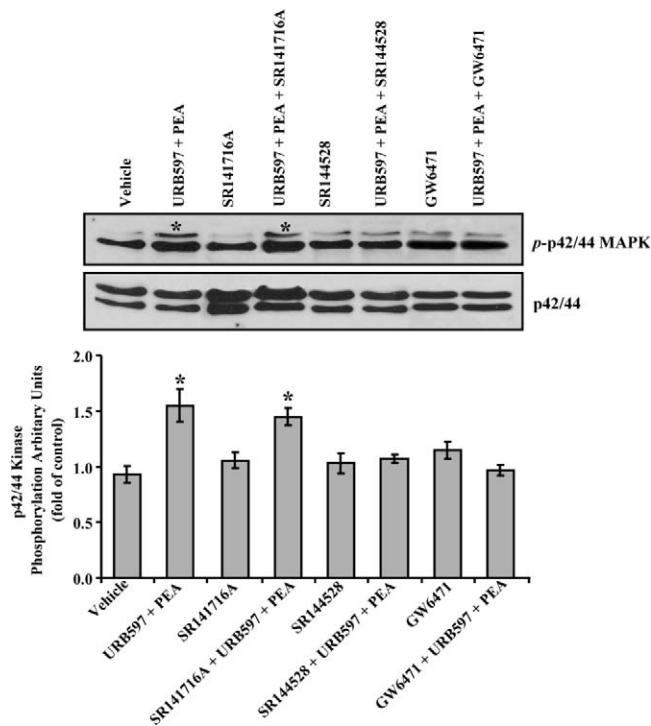 Vehicle
URB597 + PEA
SR141716A
URB597 + PEA + SR141716A
SR144528
URB597 + PEA + SR144528
GW6471
URB597 + PEA + GW6471
* *
p-p42/44 MAPK
p42/44
p42/44 Kinase
Phosphorylation Arbitary Units
(fold of control)
2.0
1.5
1.0
0.5
0.0
* *
Vehicle
URB597 + PEA
SR141716A
SR141716A + URB597 + PEA
SR144528
SR144528 + URB597 + PEA
GW6471
GW6471 + URB597 + PEA